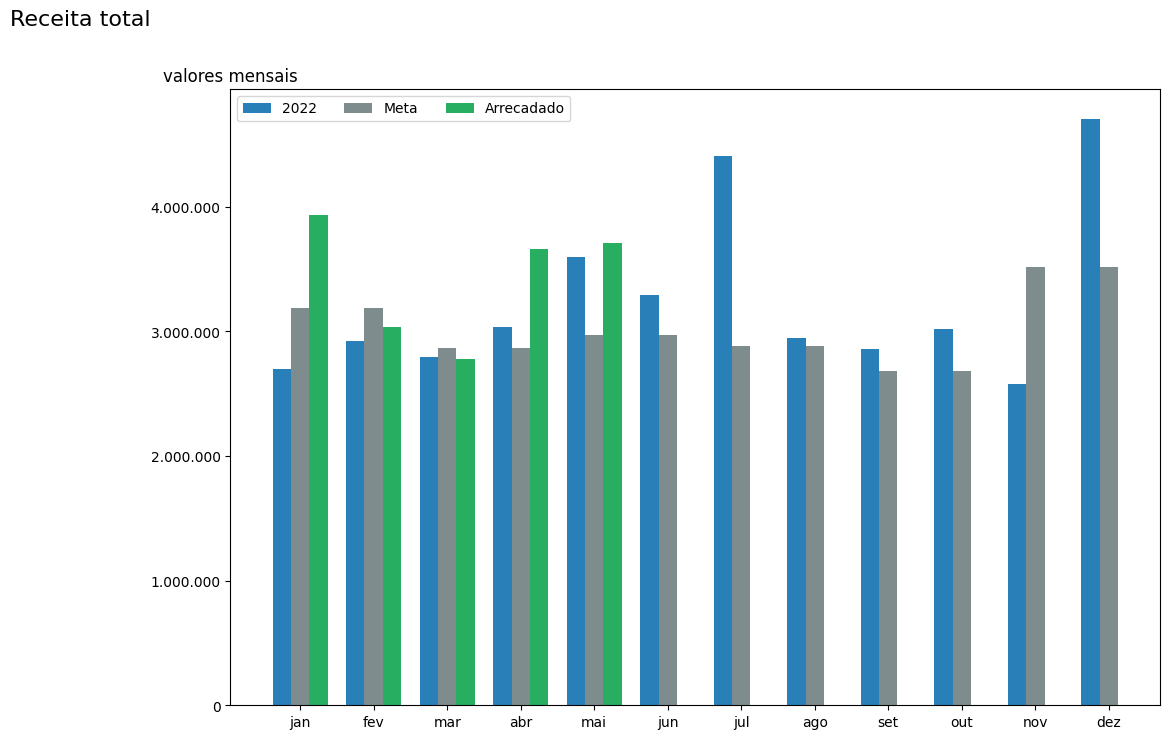 Receita total
valores mensais
2022 Meta Arrecadado
4.000.000
3.000.000
2.000.000
1.000.000
0
jan fev mar abr mai jun jul ago set out nov dez